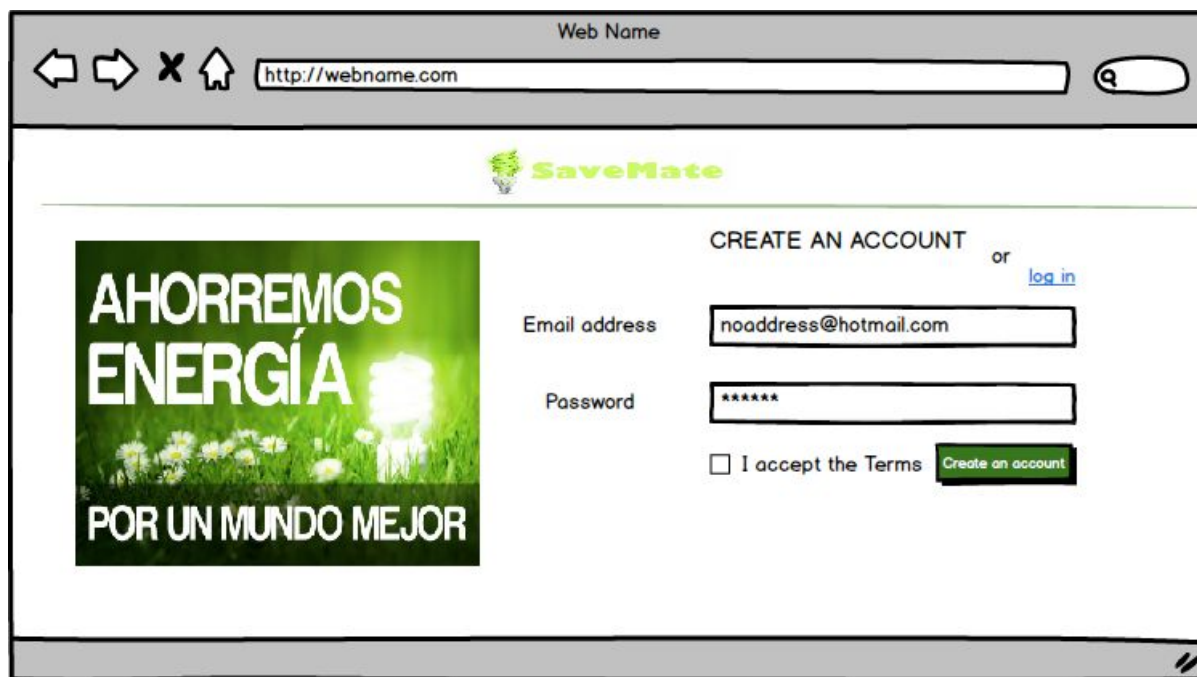 Web Name
http://webname.com
SaveMate
AHORREMOS
ENERGÍA
POR UN MUNDO MEJOR
CREATE AN ACCOUNT
or
log in
Email address
noaddress@hotmail.com
Password
******
I accept the Terms
Create an account